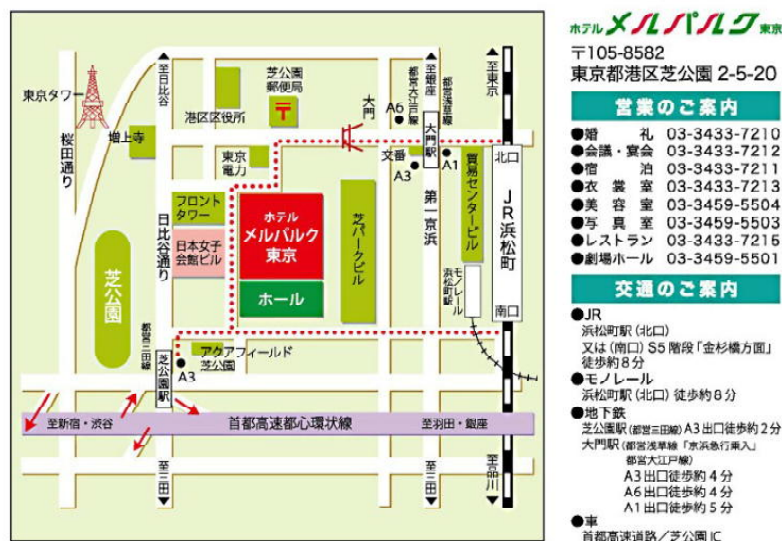 東京タワー
桜田通り
増上寺
至日比谷
港区区役所
芝公園
郵便局
〒
大門
都営大江戸線
A6
至銀座
都営浅草線
大門駅
至東京
東京
電力
交番
A3
A1
貿易センタービル
北口
JR浜松町
南口
フロント
タワー
日比谷通り
日本女子
会館ビル
ホテル
メルパルク
東京
ホール
芝パークビル
第一京浜
モノレール
浜松町駅
芝公園
都営三田線
芝公園駅
A3
アクアフィールド
芝公園
至新宿・渋谷
首都高速都心環状線
至羽田・銀座
至三田
至三田
至品川
ホテル メルパルク 東京
〒105-8582
東京都港区芝公園 2-5-20
営業のご案内
●婚 礼 03-3433-7210
●会議・宴会 03-3433-7212
●宿 泊 03-3433-7211
●衣 裳 室 03-3433-7213
●美 容 室 03-3459-5504
●写 真 室 03-3459-5503
●レストラン 03-3433-7215
●劇場ホール 03-3459-5501
交通のご案内
●JR
浜松町駅(北口)
又は(南口)S5階段「金杉橋方面」
徒歩約8分
●モノレール
浜松町駅(北口)徒歩約8分
●地下鉄
芝公園駅(都営三田線)A3出口徒歩約2分
大門駅(都営浅草線「京浜急行乗入」
都営大江戸線)
A3出口徒歩約4分
A6出口徒歩約4分
A1出口徒歩約5分
●車
首都高速道路/芝公園IC